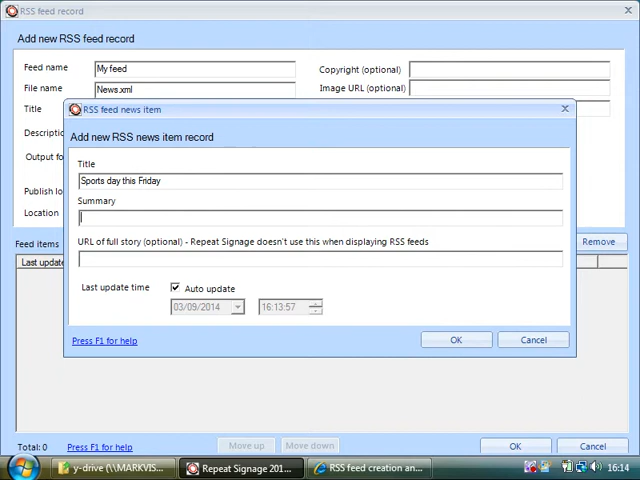 RSS feed record
Add new RSS feed record
Feed name My feed Copyright (optional)
File name News.xml Image URL (optional)
Title
RSS feed news item
Add new RSS news item record
Title
Sports day this Friday
Summary
URL of full story (optional) - Repeat Signage doesn't use this when displaying RSS feeds
Last update time Auto update
03/09/2014 16:13:57
Press F1 for help OK Cancel
Descriptio
Output fo
Publish lo
Location
Feed items Remove
Last update
Total: 0 Press F1 for help Move up Move down OK Cancel
y-drive (\\MARKVIS... Repeat Signage 201... RSS feed creation an... 16:14